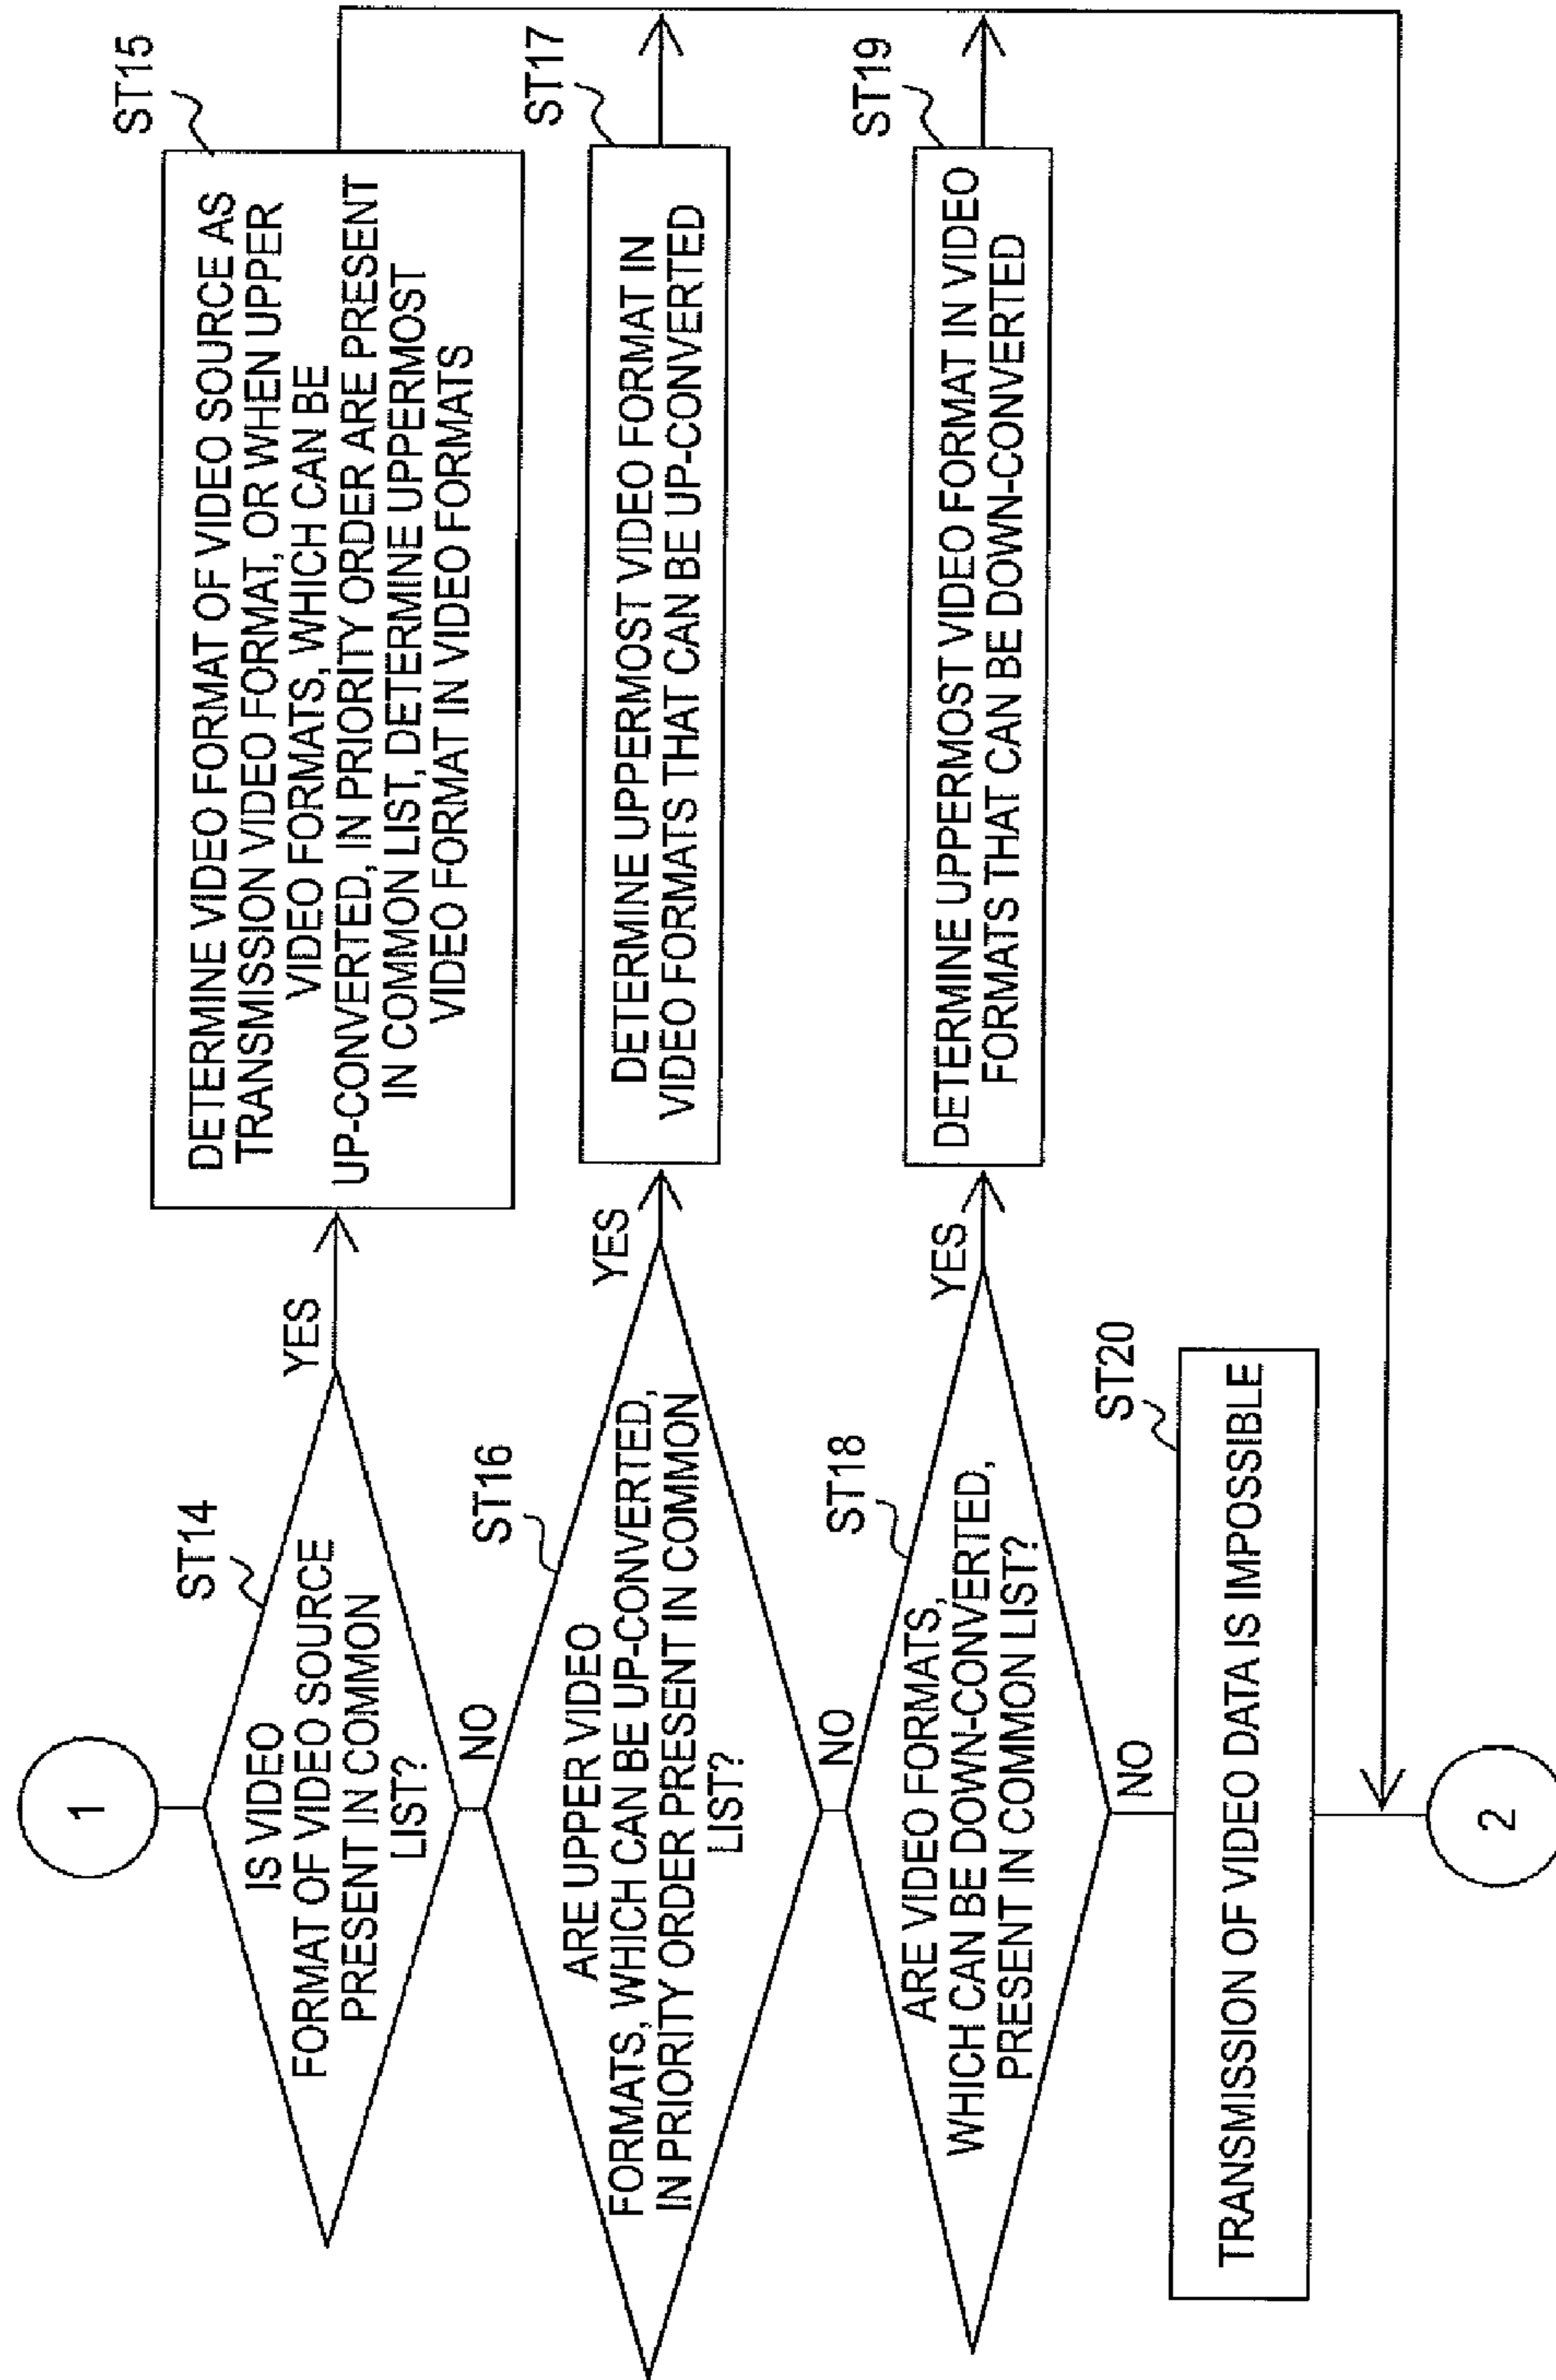 1
ST14
IS VIDEO
FORMAT OF VIDEO SOURCE
PRESENT IN COMMON
LIST?
YES
NO
ST15
DETERMINE VIDEO FORMAT OF VIDEO SOURCE AS
TRANSMISSION VIDEO FORMAT, OR WHEN UPPER
VIDEO FORMATS, WHICH CAN BE
UP-CONVERTED, IN PRIORITY ORDER ARE PRESENT
IN COMMON LIST, DETERMINE UPPERMOST
VIDEO FORMAT IN VIDEO FORMATS
ST16
ARE UPPER VIDEO
FORMATS, WHICH CAN BE UP-CONVERTED,
IN PRIORITY ORDER PRESENT IN COMMON
LIST?
YES
NO
ST17
DETERMINE UPPERMOST VIDEO FORMAT IN
VIDEO FORMATS THAT CAN BE UP-CONVERTED
ST18
ARE VIDEO FORMATS,
WHICH CAN BE DOWN-CONVERTED,
PRESENT IN COMMON LIST?
YES
NO
ST19
DETERMINE UPPERMOST VIDEO FORMAT IN VIDEO
FORMATS THAT CAN BE DOWN-CONVERTED
ST20
TRANSMISSION OF VIDEO DATA IS IMPOSSIBLE
2